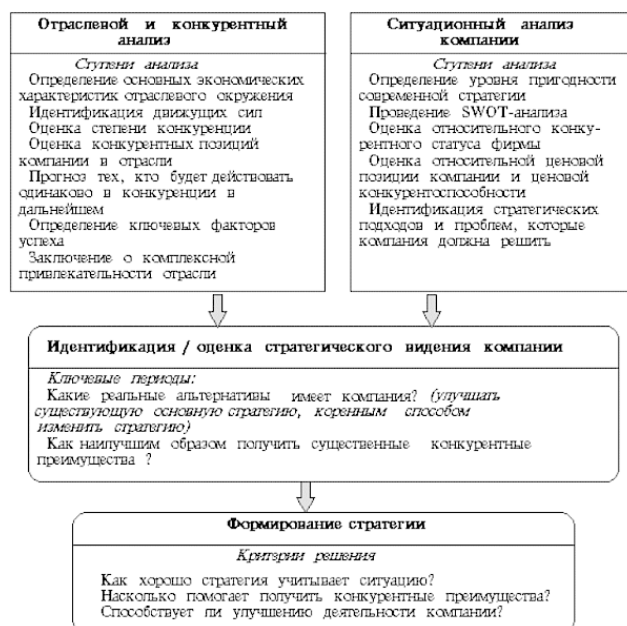 Отраслевой и конкурентный
анализ
Ступени анализа
Определение основных экономических
характеристик отраслевого окружения
Идентификация движущих сил
Оценка степени конкуренции
Оценка конкурентных позиций
компании в отрасли
Прогноз тех, кто будет действовать
одинаково в конкуренции в
дальнейшем
Определение ключевых факторов
успеха
Заключение о комплексной
привлекательности отрасли
Ситуационный анализ
компании
Ступени анализа
Определение уровня пригодности
современной стратегии
Проведение SWOT-анализа
Оценка относительного конку-
рентного статуса фирмы
Оценка относительной ценовой
позиции компании и ценовой
конкурентоспособности
Идентификация стратегических
подходов и проблем, которые
компания должна решить
Идентификация / оценка стратегического видения компании
Ключевые периоды:
Какие реальные альтернативы имеет компания? (улучшать
существующую основную стратегию, коренным способом
изменить стратегию)
Как наилучшим образом получить существенные конкурентные
преимущества ?
Формирование стратегии
Критерии решения
Как хорошо стратегия учитывает ситуацию?
Насколько помогает получить конкурентные преимущества?
Способствует ли улучшению деятельности компании?